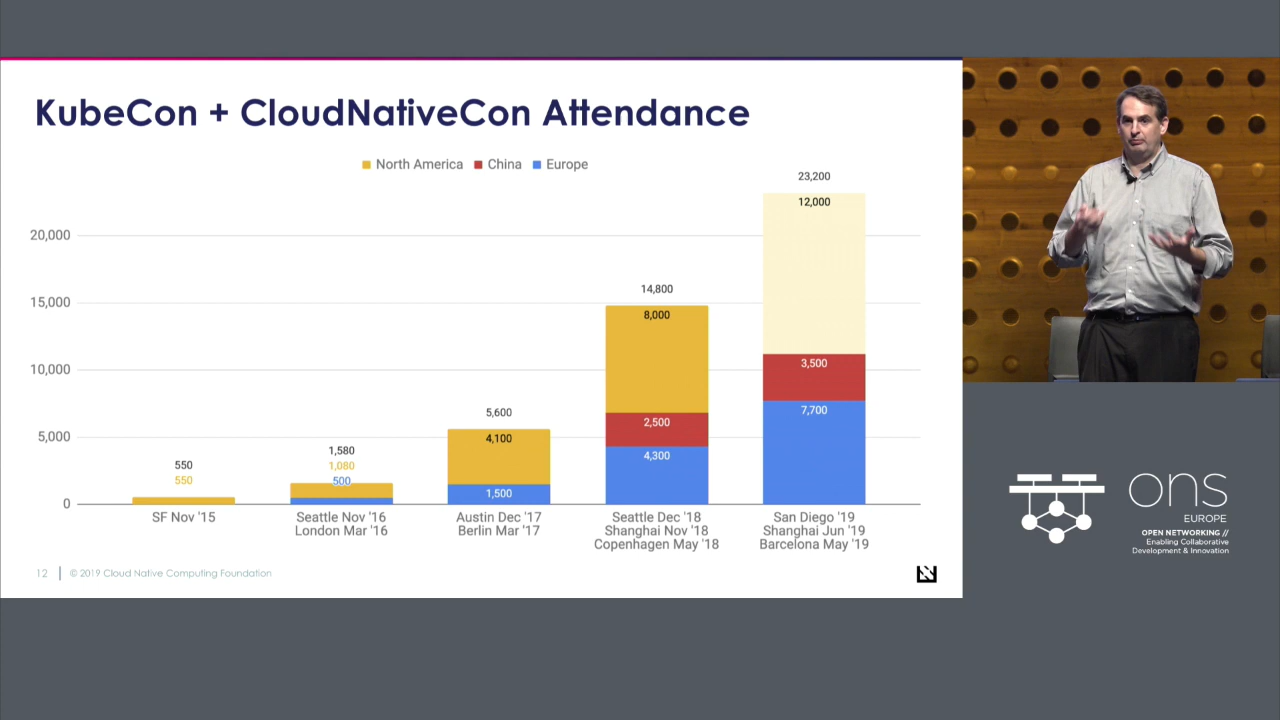 KubeCon + CloudNativeCon Attendance
North America China Europe
23,200
12,000
20,000
14,800
15,000
8,000
10,000
3,500
5,600
7,700
2,500
5,000
4,100
1,580
4,300
550
1,080
550
500
1,500
0
SF Nov '15
Seattle Nov '16
London Mar '16
Austin Dec '17
Berlin Mar '17
Seattle Dec '18
Shanghai Nov '18
Copenhagen May '18
San Diego '19
Shanghai Jun '19
Barcelona May '19
12 © 2019 Cloud Native Computing Foundation
ons
EUROPE
OPEN NETWORKING //
Enabling Collaborative
Development & Innovation